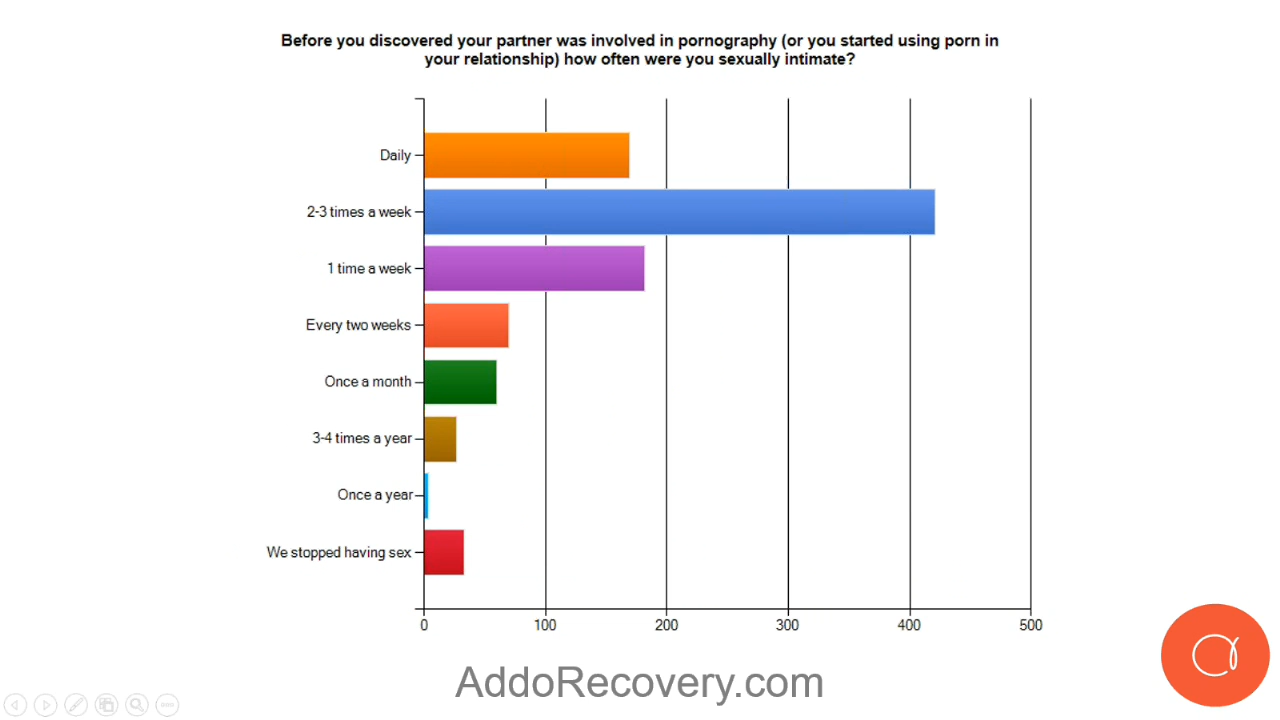 Before you discovered your partner was involved in pornography (or you started using porn in
your relationship) how often were you sexually intimate?
Daily
2-3 times a week
1 time a week
Every two weeks
Once a month
3-4 times a year
Once a year
We stopped having sex
0 100 200 300 400 500
AddoRecovery.com